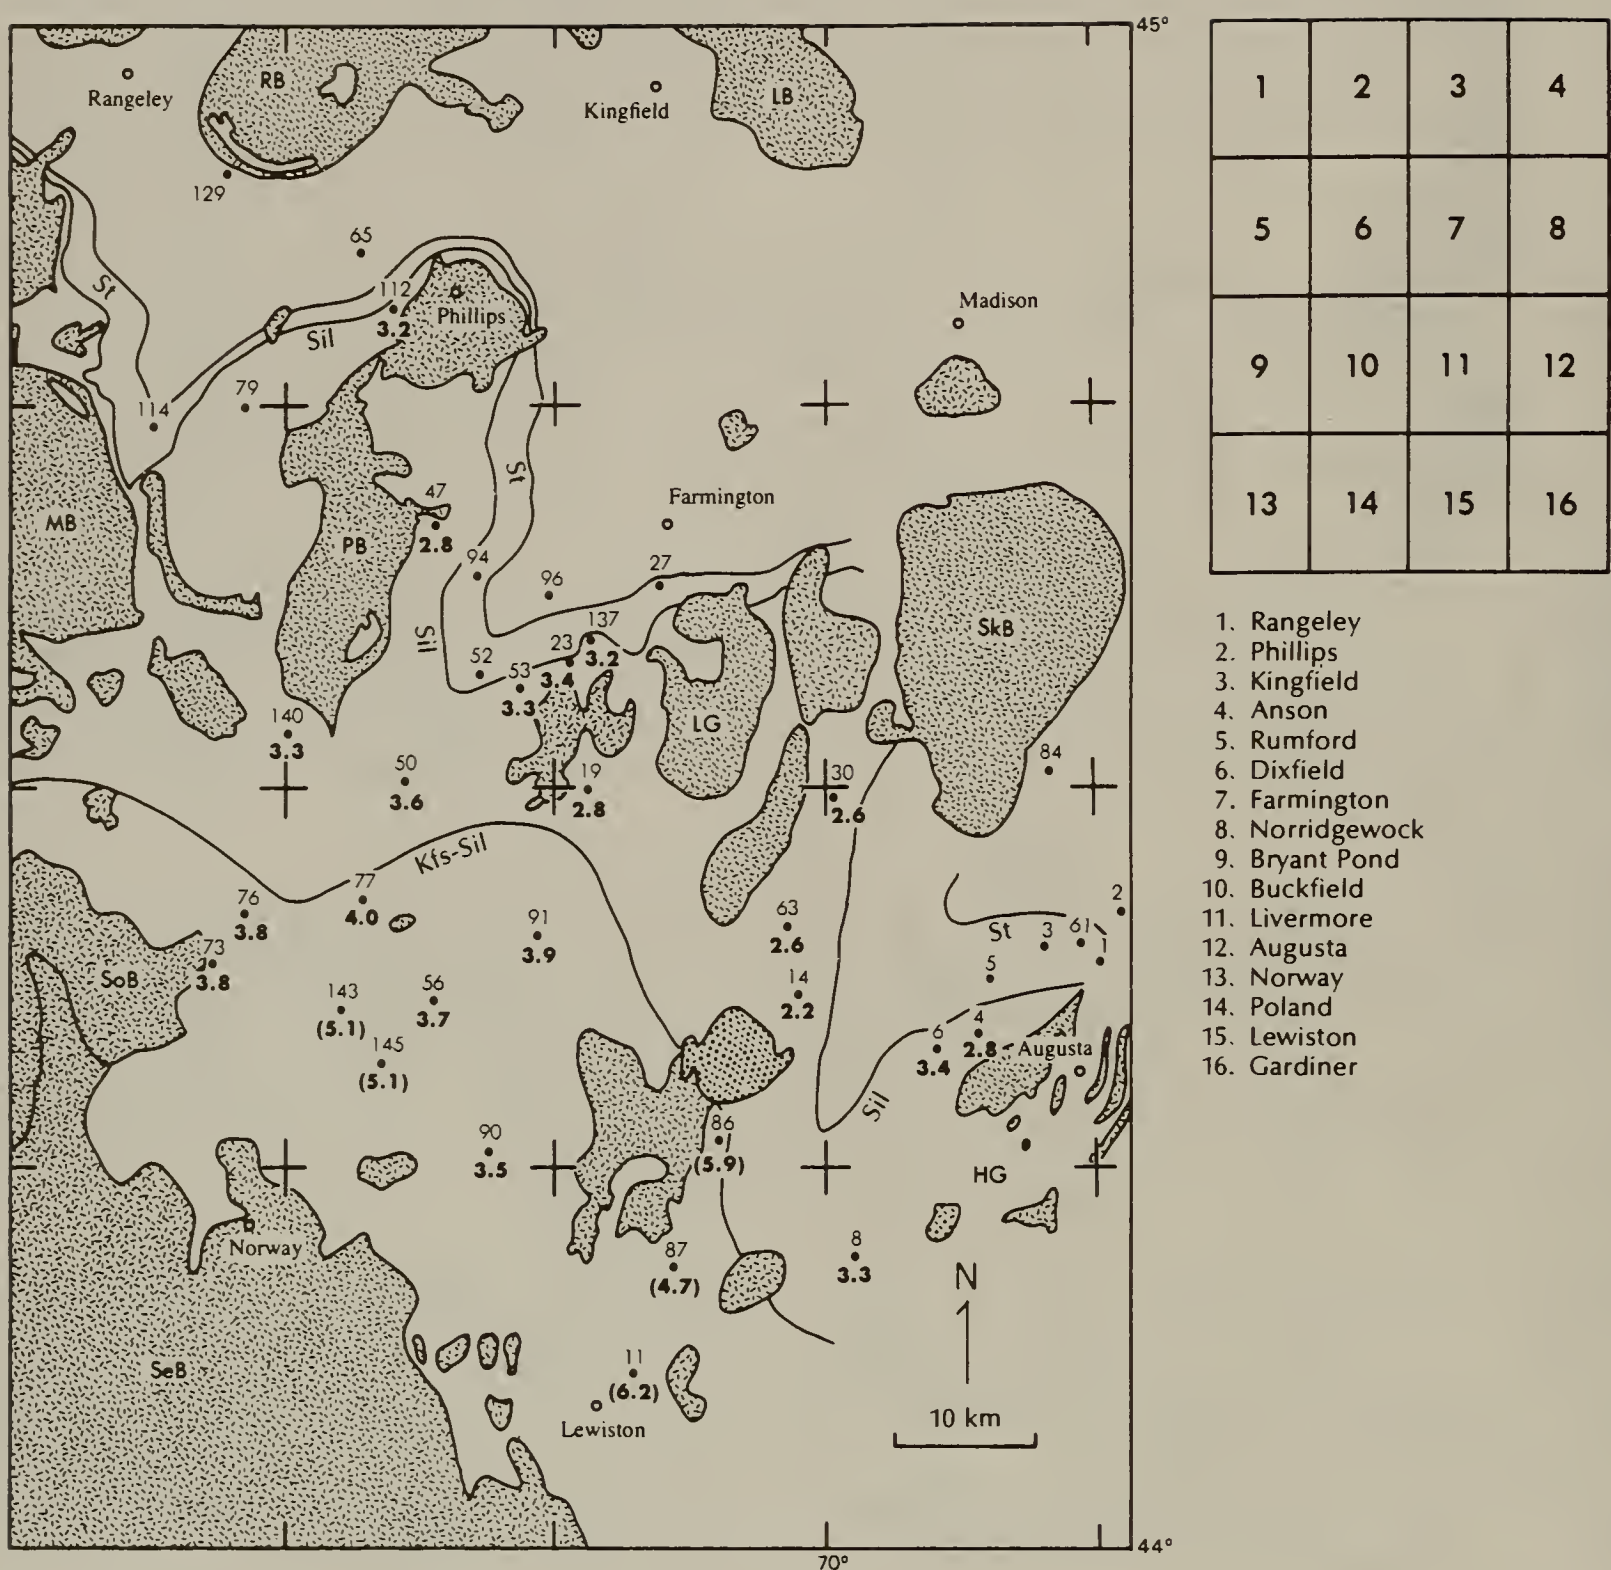 45°
RB
Rangeley
Kingfield
LB
129
65
St
112
3.2
Phillips
Sil
Madison
79
114
MB
PB
47
2.8
St
Farmington
94
96
27
SkB
Sil
137
3.2
23
3.4
52
53
3.3
LG
140
3.3
50
3.6
19
2.8
30
2.6
84
Kfs-Sil
76
3.8
77
4.0
91
3.9
63
2.6
2
St
3
61
1
73
3.8
SoB
5
14
2.2
143
(5.1)
56
3.7
145
(5.1)
6
3.4
4
2.8
Augusta
Sil
90
3.5
86
(5.9)
HG
Norway
87
(4.7)
8
3.3
N
SeB
11
(6.2)
Lewiston
10 km
44°
70°
1 2 3 4
5 6 7 8
9 10 11 12
13 14 15 16
1. Rangeley
2. Phillips
3. Kingfield
4. Anson
5. Rumford
6. Dixfield
7. Farmington
8. Norridgewock
9. Bryant Pond
10. Buckfield
11. Livermore
12. Augusta
13. Norway
14. Poland
15. Lewiston
16. Gardiner